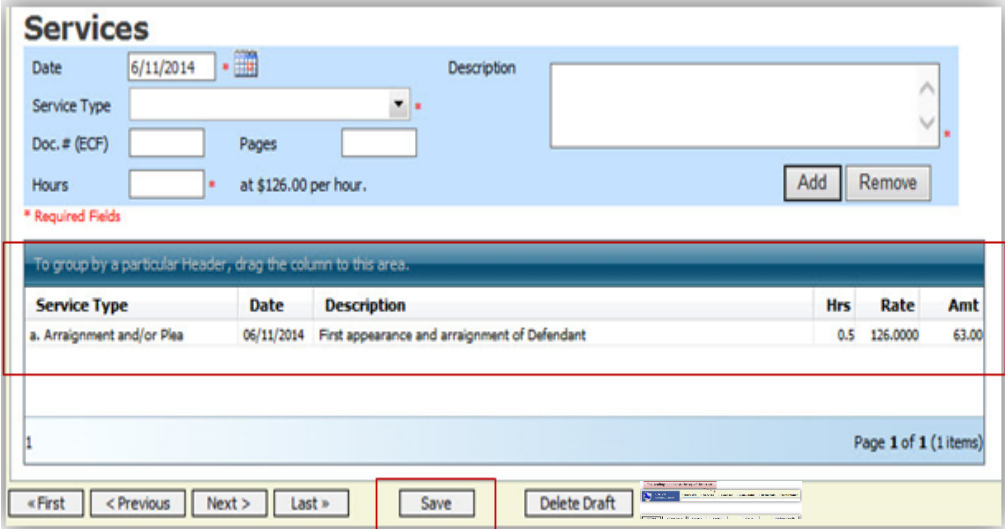 Services
Date 6/11/2014 * Description
Service Type *
Doc. # (ECF) Pages *
Hours * at $126.00 per hour. Add Remove
* Required Fields
To group by a particular Header, drag the column to this area.
Service Type Date Description Hrs Rate Amt
a. Arraignment and/or Plea 06/11/2014 First appearance and arraignment of Defendant 0.5 126.0000 63.00
1 Page 1 of 1 (1 items)
« First < Previous Next > Last » Save Delete Draft